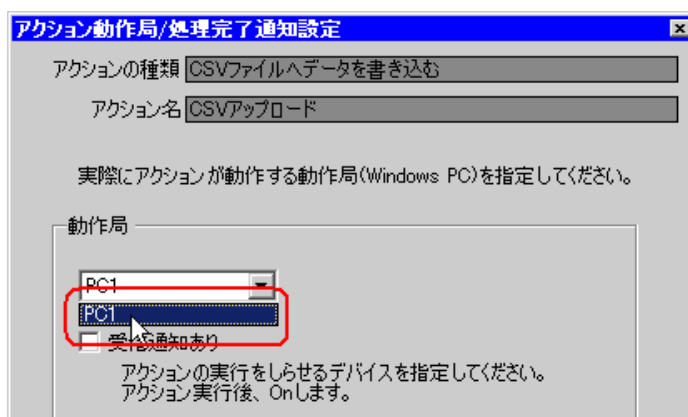 アクション動作局/処理完了通知設定
アクションの種類 CSVファイルへデータを書き込む
アクション名 CSVアップロード
実際にアクションが動作する動作局(Windows PC)を指定してください。
動作局
PC1
PC1
受信通知あり
アクションの実行をしらせるデバイスを指定してください。
アクション実行後、Onします。